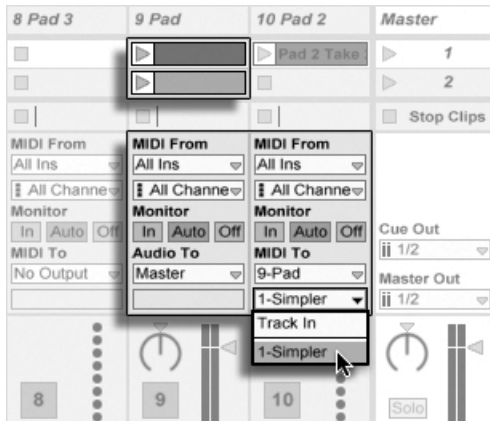 8 Pad 3 9 Pad 10 Pad 2 Master
Pad 2 Take 1
2
Stop Clips
MIDI From MIDI From MIDI From
All Ins All Ins All Ins
All Channe All Channe All Channe
Monitor Monitor Monitor
In Auto Off In Auto Off In Auto Off
Cue Out
MIDI To Audio To MIDI To ii 1/2
No Output Master 9-Pad Master Out
1-Simpler ii 1/2
Track In
1-Simpler
8 9 10 Solo